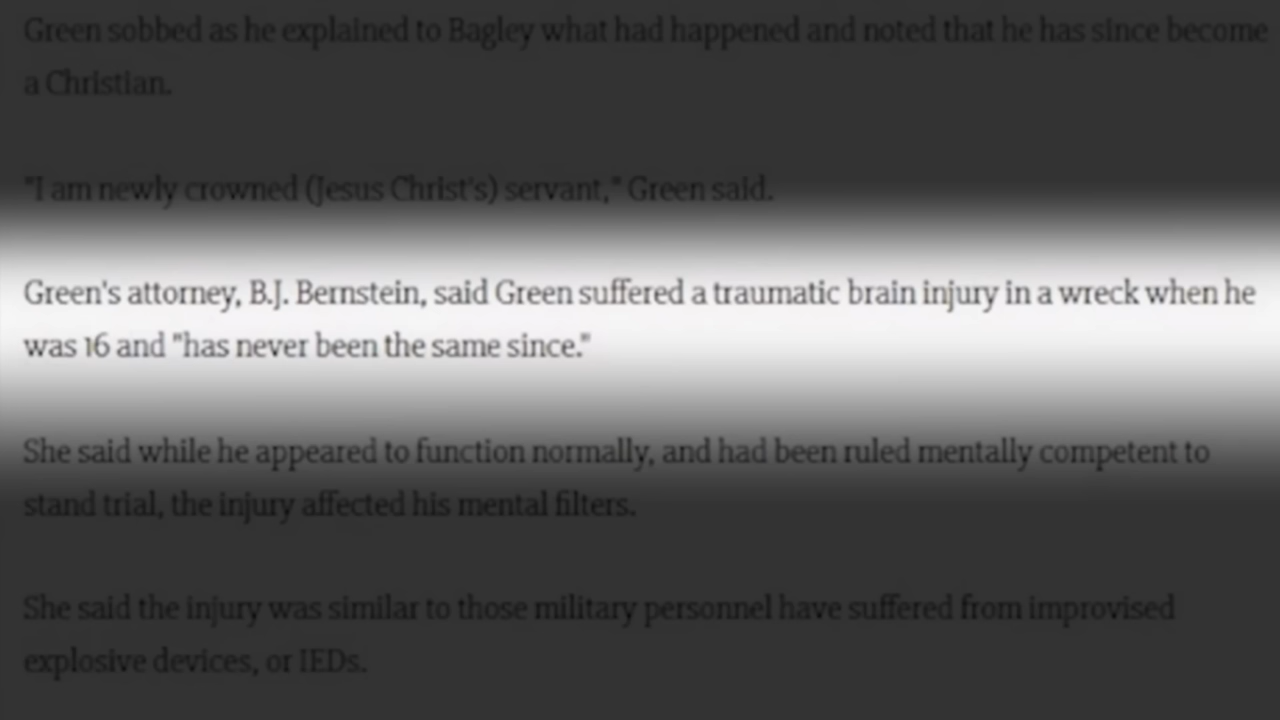 Green sobbed as he explained to Bagley what had happened and noted that he has since become
a Christian.
"I am newly crowned (Jesus Christ's) servant," Green said.
Green's attorney, B.J. Bernstein, said Green suffered a traumatic brain injury in a wreck when he
was 16 and "has never been the same since."
She said while he appeared to function normally, and had been ruled mentally competent to
stand trial, the injury affected his mental filters.
She said the injury was similar to those military personnel have suffered from improvised
explosive devices, or IEDs.